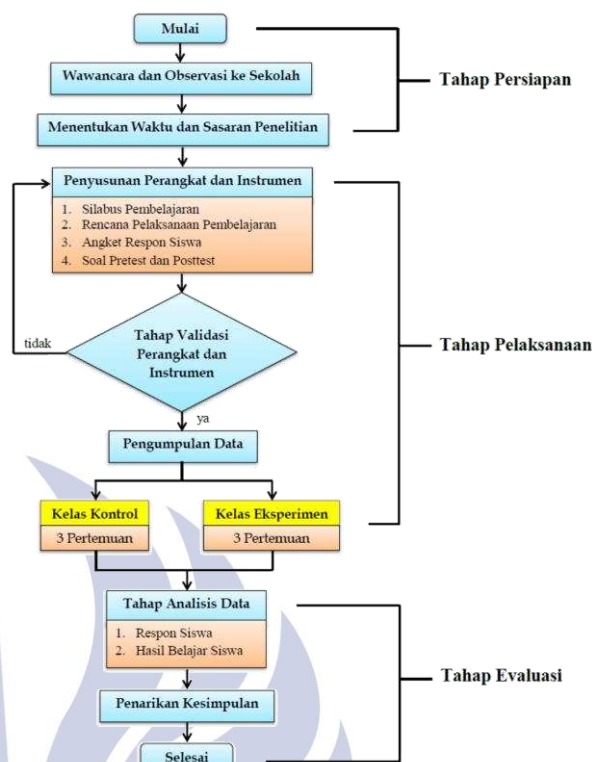 Mulai
Wawancara dan Observasi ke Sekolah
Tahap Persiapan
Menentukan Waktu dan Sasaran Penelitian
Penyusunan Perangkat dan Instrumen
1. Silabus Pembelajaran
2. Rencana Pelaksanaan Pembelajaran
3. Angket Respon Siswa
4. Soal Pretest dan Posttest
tidak
Tahap Validasi
Perangkat dan
Instrumen
Tahap Pelaksanaan
ya
Pengumpulan Data
Kelas Kontrol
3 Pertemuan
Kelas Eksperimen
3 Pertemuan
Tahap Analisis Data
1. Respon Siswa
2. Hasil Belajar Siswa
Tahap Evaluasi
Penarikan Kesimpulan
Selesai